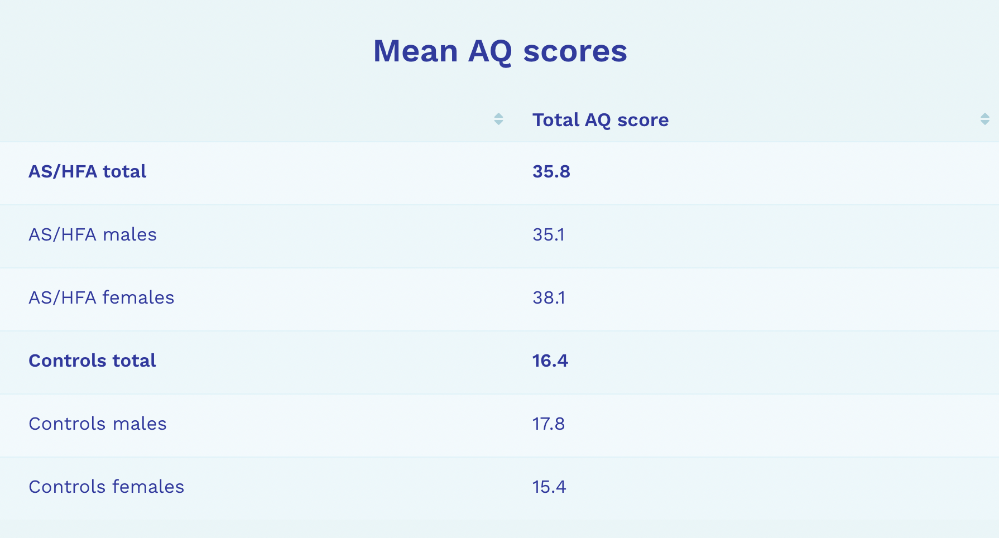 Mean AQ scores
Total AQ score
AS/HFA total 35.8
AS/HFA males 35.1
AS/HFA females 38.1
Controls total 16.4
Controls males 17.8
Controls females 15.4